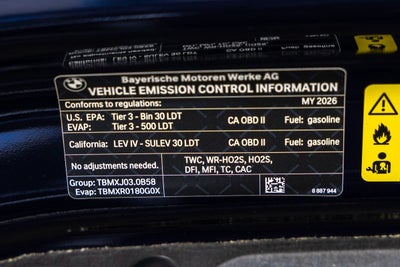 Bayerische Motoren Werke AG
VEHICLE EMISSION CONTROL INFORMATION
Conforms to regulations: MY 2026
U.S. EPA: Tier 3 - Bin 30 LDT CA OBD II Fuel: gasoline
EVAP: Tier 3 - 500 LDT
California: LEV IV - SULEV 30 LDT CA OBD II Fuel: gasoline
No adjustments needed. TWC, WR-HO2S, HO2S,
DFI, MFI, TC, CAC
Group: TBMXJ03.0B58
Evap: TBMXR0180G0X
8 887 944